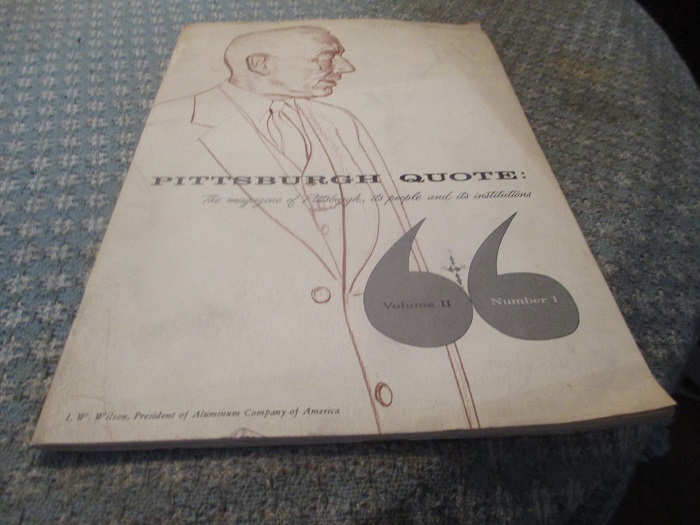 PITTSBURGH QUOTE:
The magazine of Pittsburgh, its people and its institutions
Volume II
Number 1
I. W. Wilson, President of Aluminum Company of America